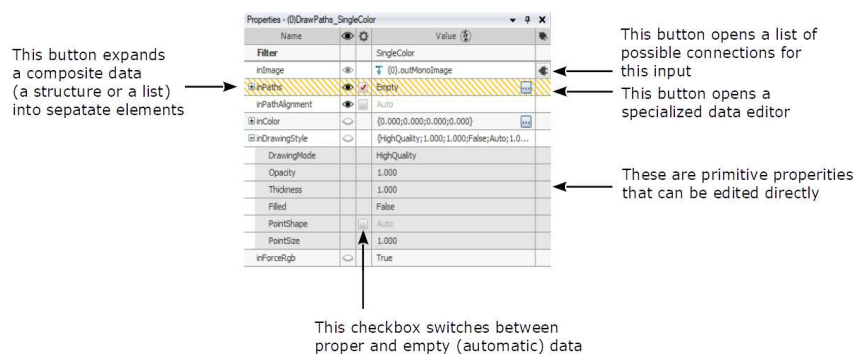 Properties - (0)DrawPaths_SingleColor
Name Value
Filter SingleColor
inImage (0).outMonoImage
inPaths Empty ...
inPathAlignment Auto
inColor {0.000;0.000;0.000;0.000} ...
inDrawingStyle {HighQuality;1.000;1.000;False;Auto;1.0...
DrawingMode HighQuality
Opacity 1.000
Thickness 1.000
Filled False
PointShape Auto
PointSize 1.000
inForceRgb True
This button expands
a composite data
(a structure or a list)
into sepatate elements
This button opens a list of
possible connections for
this input
This button opens a
specialized data editor
These are primitive properities
that can be edited directly
This checkbox switches between
proper and empty (automatic) data